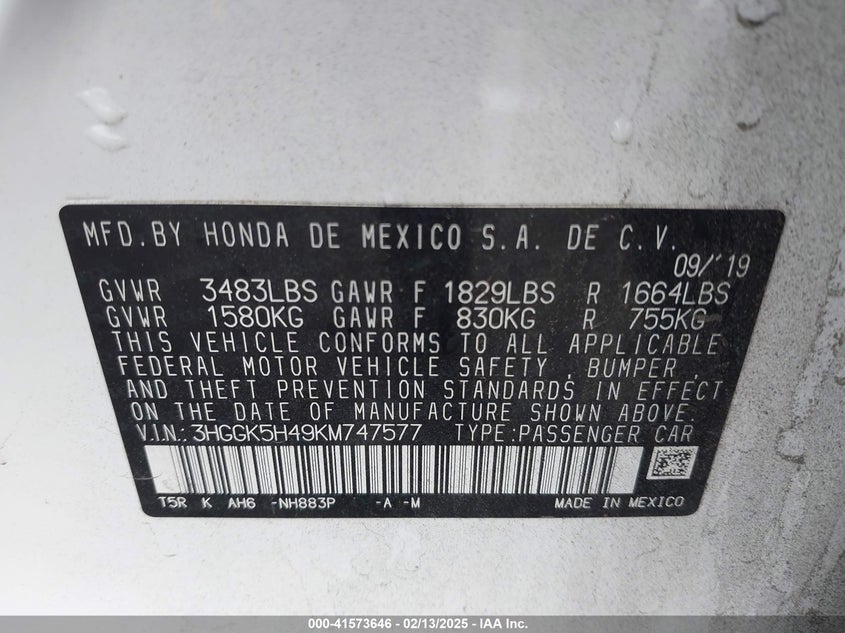 MFD.BY HONDA DE MEXICO S.A. DE C.V.
09/'19
GVWR 3483LBS GAWR F 1829LBS R 1664LBS
GVWR 1580KG GAWR F 830KG R 755KG
THIS VEHICLE CONFORMS TO ALL APPLICABLE
FEDERAL MOTOR VEHICLE SAFETY, BUMPER,
AND THEFT PREVENTION STANDARDS IN EFFECT
ON THE DATE OF MANUFACTURE SHOWN ABOVE.
V.I.N.: 3HGGK5H49KM747577 TYPE:PASSENGER CAR
T5R K AH6 -NH883P -A -M MADE IN MEXICO
000-41573646 - 02/13/2025 - IAA Inc.